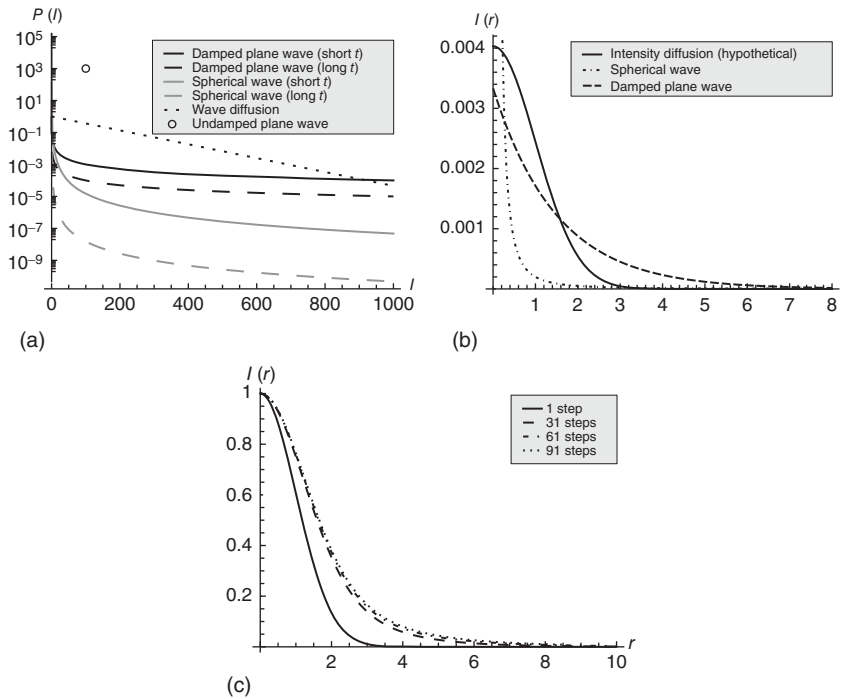 P (I)
10^5
10^3
10^1
10^-1
10^-3
10^-5
10^-7
10^-9
0
200
400
600
800
1000
I
Damped plane wave (short t)
Damped plane wave (long t)
Spherical wave (short t)
Spherical wave (long t)
Wave diffusion
Undamped plane wave
(a)
I (r)
0.004
0.003
0.002
0.001
1
2
3
4
5
6
7
8
Intensity diffusion (hypothetical)
Spherical wave
Damped plane wave
(b)
I (r)
1
0.8
0.6
0.4
0.2
2
4
6
8
10
r
1 step
31 steps
61 steps
91 steps
(c)